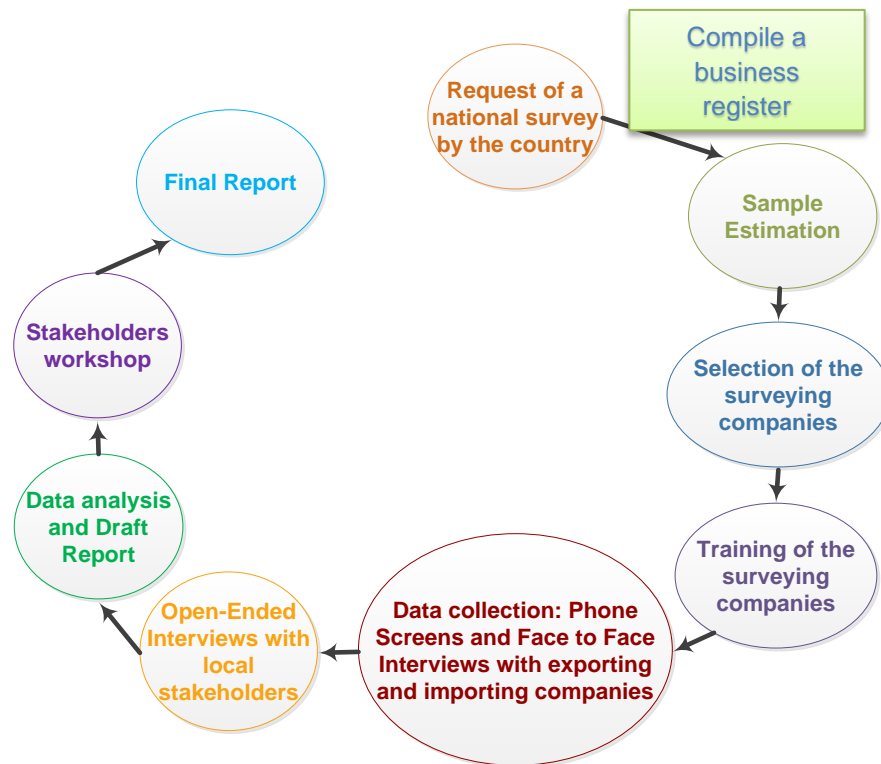 Request of a
national survey
by the country
Compile a
business
register
Sample
Estimation
Selection of the
surveying
companies
Training of the
surveying
companies
Data collection: Phone
Screens and Face to Face
Interviews with exporting
and importing companies
Open-Ended
Interviews with
local
stakeholders
Data analysis
and Draft
Report
Stakeholders
workshop
Final Report